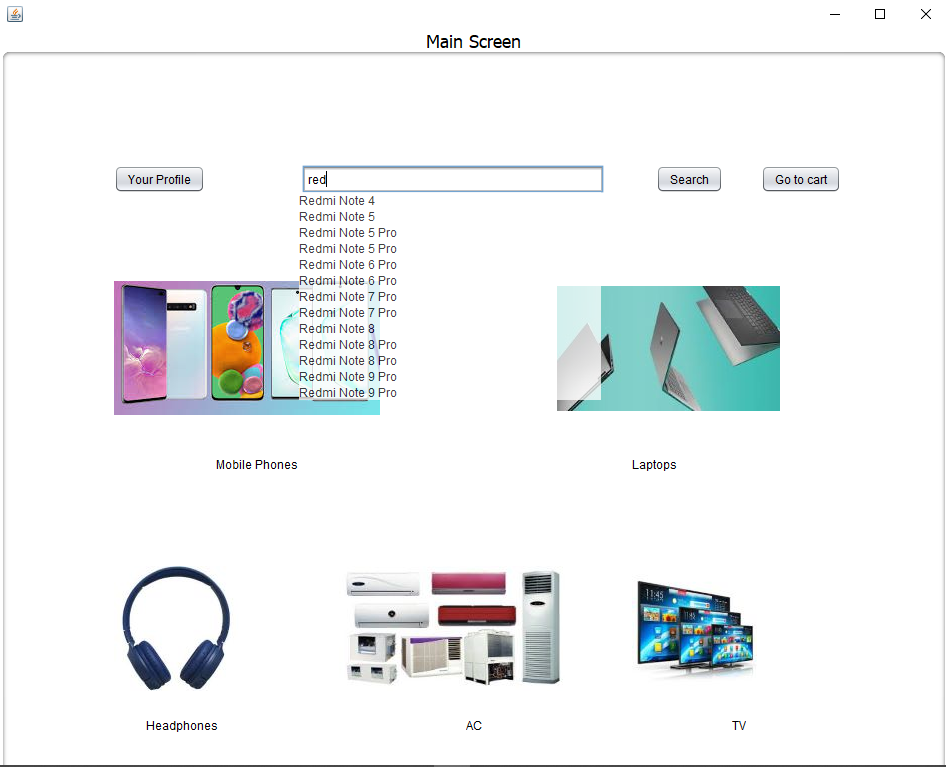 Main Screen
Your Profile
red
Search
Go to cart
Redmi Note 4
Redmi Note 5
Redmi Note 5 Pro
Redmi Note 5 Pro
Redmi Note 6 Pro
Redmi Note 6 Pro
Redmi Note 7 Pro
Redmi Note 7 Pro
Redmi Note 8
Redmi Note 8 Pro
Redmi Note 8 Pro
Redmi Note 9 Pro
Redmi Note 9 Pro
Mobile Phones
Laptops
11:45
Headphones
AC
TV